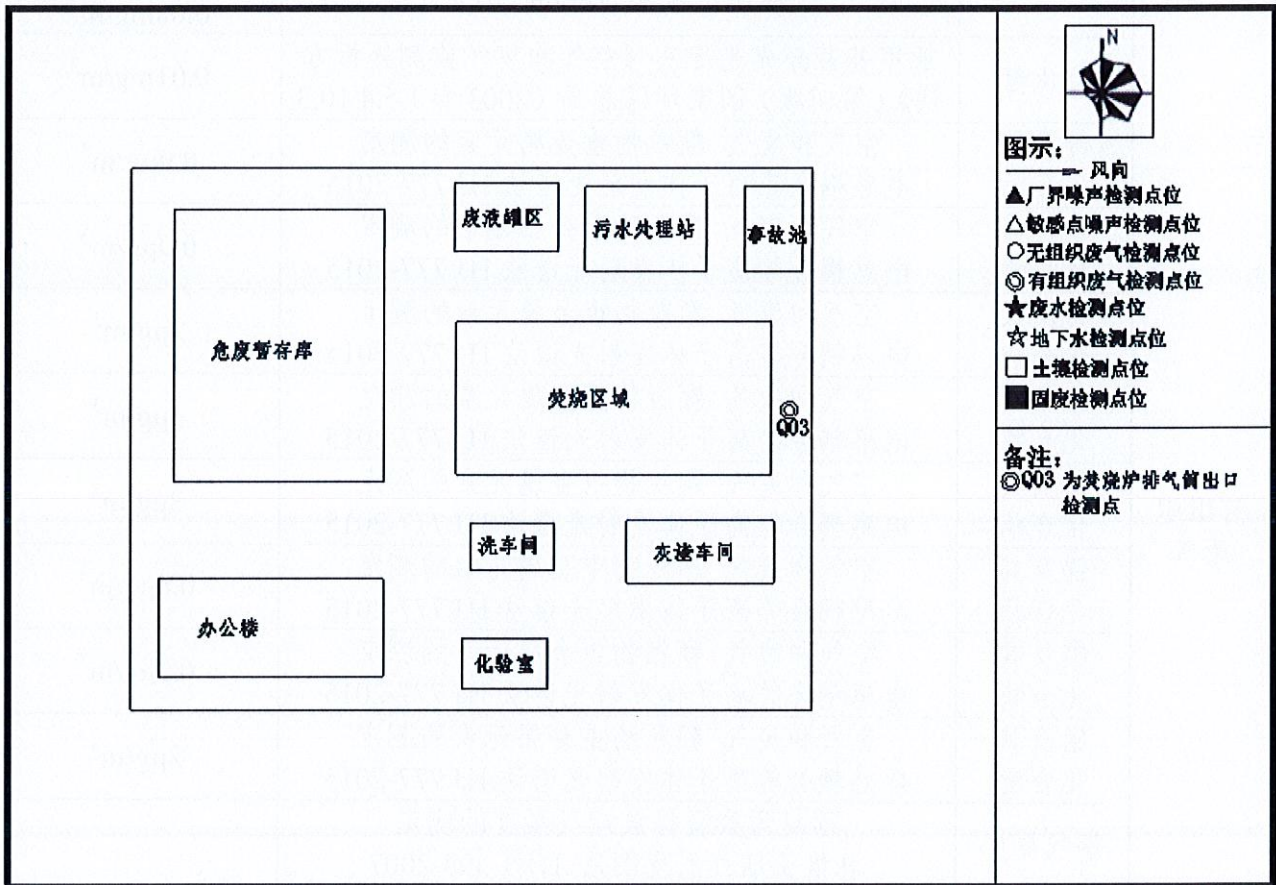 废液罐区
污水处理站
事故池
危废暂存库
焚烧区域
◎
Q03
洗车间
灰渣车间
办公楼
化验室
N
图示：
风向
▲厂界噪声检测点位
△敏感点噪声检测点位
○无组织废气检测点位
◎有组织废气检测点位
★废水检测点位
☆地下水检测点位
□土壤检测点位
■固废检测点位
备注：
◎Q03 为焚烧炉排气筒出口
检测点